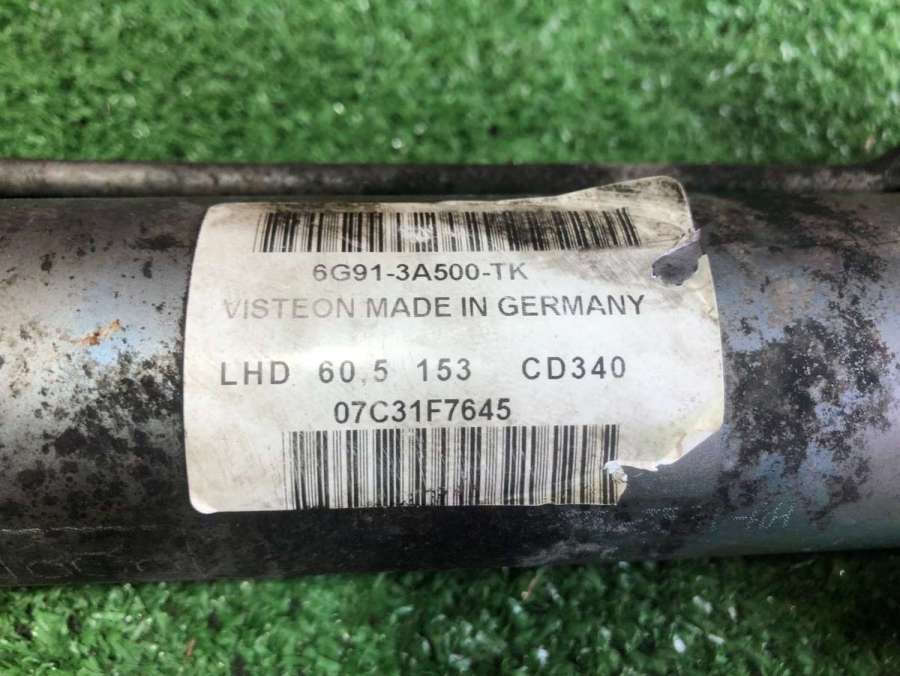 6G91-3A500-TK
VISTEON MADE IN GERMANY
LHD 60,5 153 CD340
07C31F7645